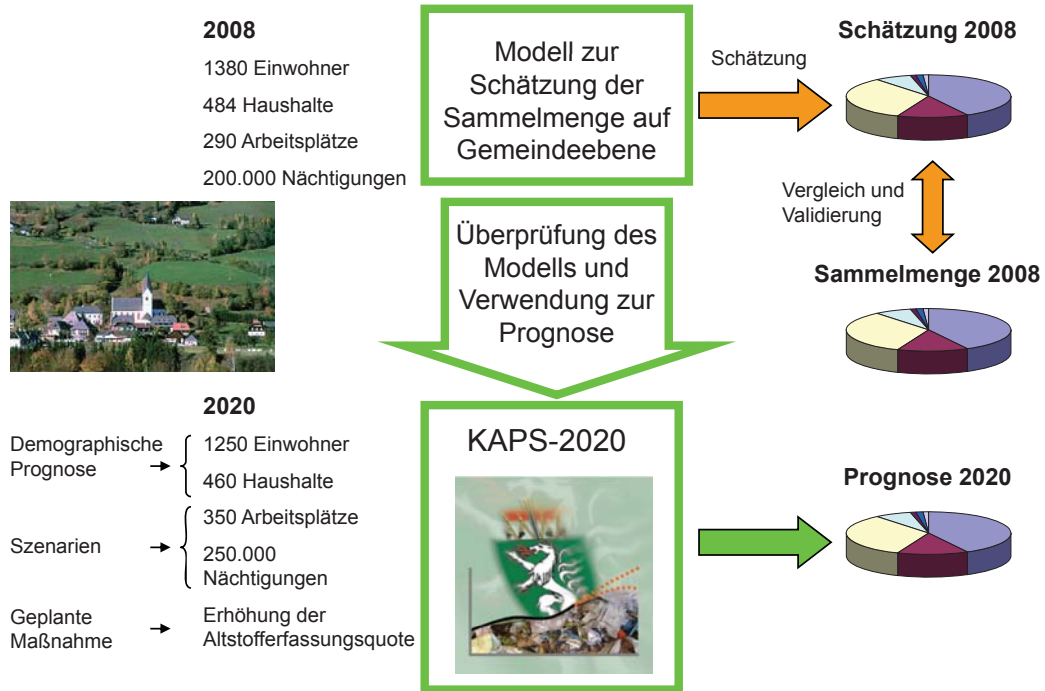 2008
1380 Einwohner
484 Haushalte
290 Arbeitsplätze
200.000 Nächtigungen
Modell zur
Schätzung der
Sammelmenge auf
Gemeindeebene
Schätzung
Schätzung 2008
Vergleich und
Validierung
Sammelmenge 2008
Überprüfung des
Modells und
Verwendung zur
Prognose
2020
Demographische
Prognose
1250 Einwohner
460 Haushalte
Szenarien
350 Arbeitsplätze
250.000
Nächtigungen
Geplante
Maßnahme
Erhöhung der
Altstofferfassungsquote
KAPS-2020
Prognose 2020